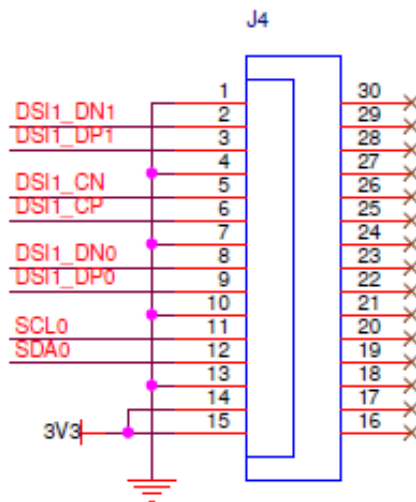 J4
1 30
DSI1_DN1 2 29
DSI1_DP1 3 28
4 27
DSI1_CN 5 26
DSI1_CP 6 25
7 24
DSI1_DN0 8 23
DSI1_DP0 9 22
10 21
SCL0 11 20
SDA0 12 19
13 18
14 17
3V3 15 16